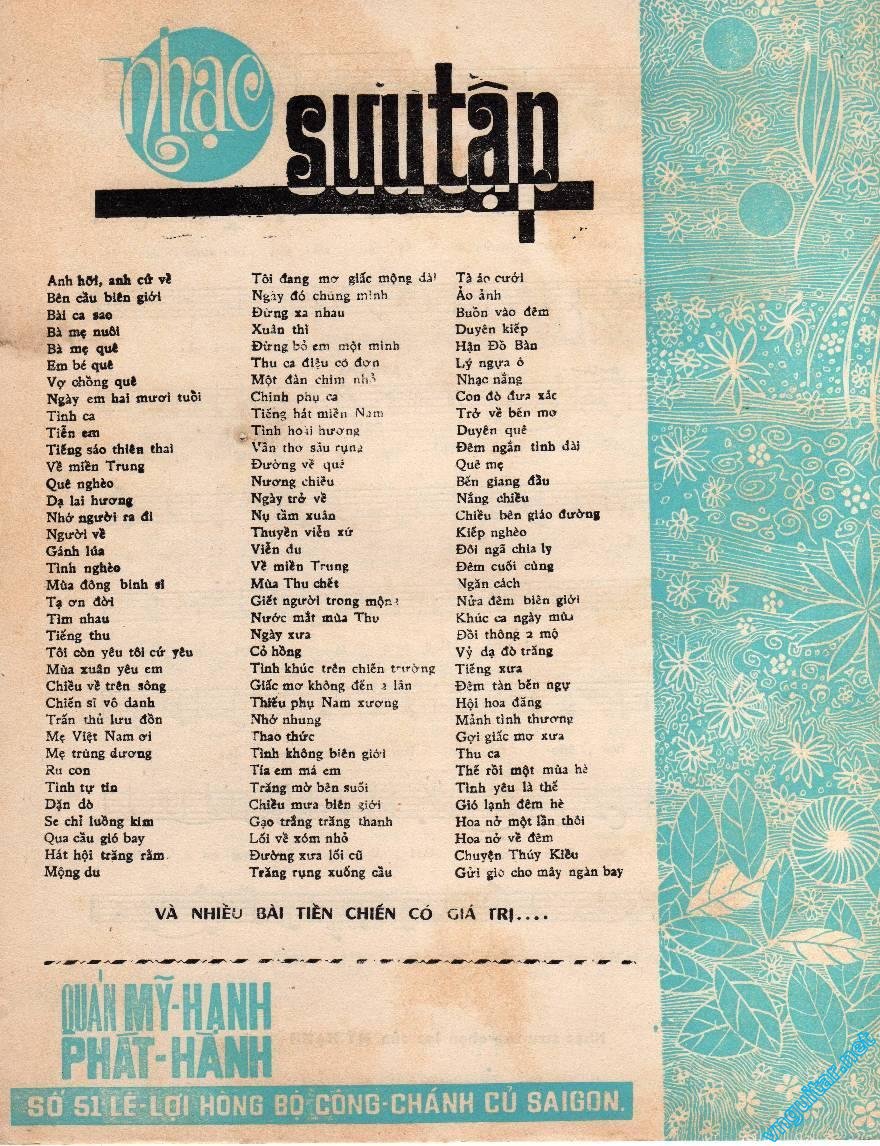 nhạc
sưu tập
Anh hỡi, anh cứ về
Bên cầu biên giới
Bài ca sao
Bà mẹ nuôi
Bà mẹ quê
Em bé quê
Vợ chồng quê
Ngày em hai mươi tuổi
Tình ca
Tiễn em
Tiếng sáo thiên thai
Về miền Trung
Quê nghèo
Dạ lai hương
Nhớ người ra đi
Người về
Gánh lúa
Tình nghèo
Mùa đông binh sĩ
Tạ ơn đời
Tìm nhau
Tiếng thu
Tôi còn yêu tôi cứ yêu
Mùa xuân yêu em
Chiều về trên sông
Chiến sĩ vô danh
Trấn thủ lưu đồn
Mẹ Việt Nam ơi
Mẹ trùng dương
Ru con
Tình tự tin
Dặn dò
Se chỉ luồng kim
Qua cầu gió bay
Hát hội trăng rằm
Mộng du
Tôi đang mơ giấc mộng dài
Ngày đó chúng mình
Đừng xa nhau
Xuân thì
Đừng bỏ em một mình
Thu ca điệu cô đơn
Một đàn chim nhỏ
Chinh phụ ca
Tiếng hát miền Nam
Tình hoài hương
Vần thơ sầu rụng
Đường về quê
Nương chiều
Ngày trở về
Nụ tầm xuân
Thuyền viễn xứ
Viễn du
Về miền Trung
Mùa Thu chết
Giết người trong mộng
Nước mắt mùa Thu
Ngày xưa
Cỏ hồng
Tình khúc trên chiến trường
Giấc mơ không đến 2 lần
Thiếu phụ Nam xương
Nhớ nhung
Thao thức
Tình không biên giới
Tía em má em
Trăng mờ bên suối
Chiều mưa biên giới
Gạo trắng trăng thanh
Lối về xóm nhỏ
Đường xưa lối cũ
Trăng rụng xuống cầu
Tà áo cưới
Ảo ảnh
Buồn vào đêm
Duyên kiếp
Hận Đồ Bàn
Lý ngựa ô
Nhạc nắng
Con đò đưa xác
Trở về bến mơ
Duyên quê
Đêm ngắn tình dài
Quê mẹ
Bến giang đầu
Nắng chiều
Chiều bên giáo đường
Kiếp nghèo
Đôi ngã chia ly
Đêm cuối cùng
Ngăn cách
Nửa đêm biên giới
Khúc ca ngày mùa
Đồi thông 2 mộ
Vỹ dạ đò trăng
Tiếng xưa
Đêm tàn bến ngự
Hội hoa đăng
Mảnh tình thương
Gợi giấc mơ xưa
Thu ca
Thế rồi một mùa hè
Tình yêu là thế
Gió lạnh đêm hè
Hoa nở một lần thôi
Hoa nở về đêm
Chuyện Thúy Kiều
Gửi gió cho mây ngàn bay
VÀ NHIỀU BÀI TIỀN CHIẾN CÓ GIÁ TRỊ....
QUÁN MỸ-HẠNH
PHÁT-HÀNH
SỐ 51 LÊ-LỢI HÔNG BỘ CÔNG-CHÁNH CỦ SAIGON.
vnguitar.net